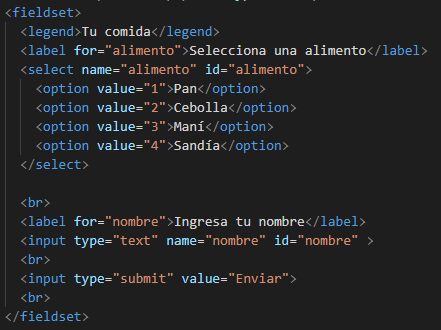 <fieldset>
<legend>Tu comida</legend>
<label for="alimento">Selecciona una alimento</label>
<select name="alimento" id="alimento">
<option value="1">Pan</option>
<option value="2">Cebolla</option>
<option value="3">Maní</option>
<option value="4">Sandía</option>
</select>
<br>
<label for="nombre">Ingresa tu nombre</label>
<input type="text" name="nombre" id="nombre" >
<br>
<input type="submit" value="Enviar">
<br>
</fieldset>